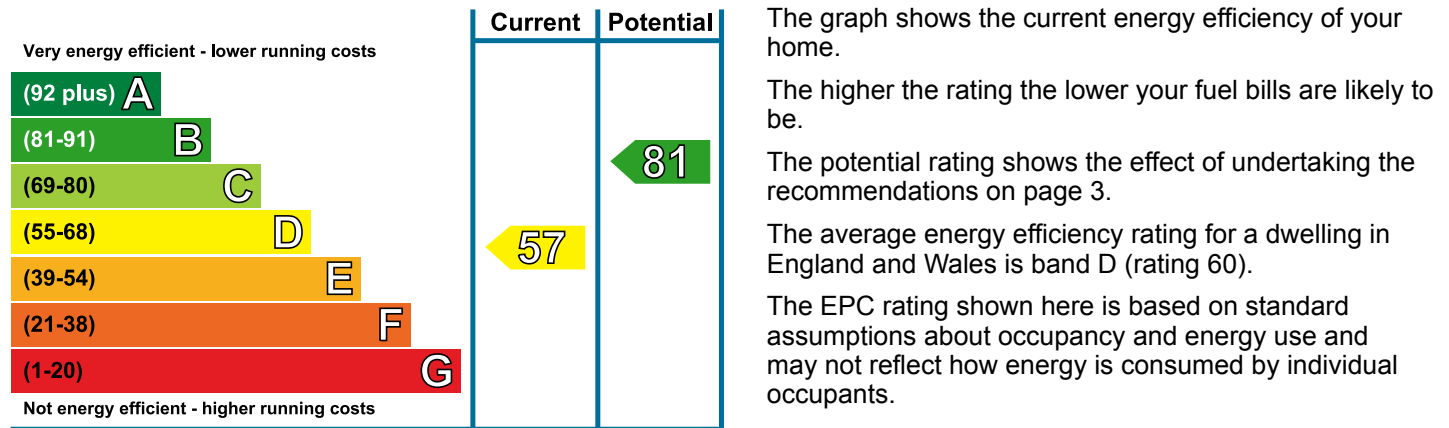 Current Potential
Very energy efficient - lower running costs
(92 plus) A
(81-91) B
(69-80) C
(55-68) D
(39-54) E
(21-38) F
(1-20) G
Not energy efficient - higher running costs
57
81
The graph shows the current energy efficiency of your
home.
The higher the rating the lower your fuel bills are likely to
be.
The potential rating shows the effect of undertaking the
recommendations on page 3.
The average energy efficiency rating for a dwelling in
England and Wales is band D (rating 60).
The EPC rating shown here is based on standard
assumptions about occupancy and energy use and
may not reflect how energy is consumed by individual
occupants.